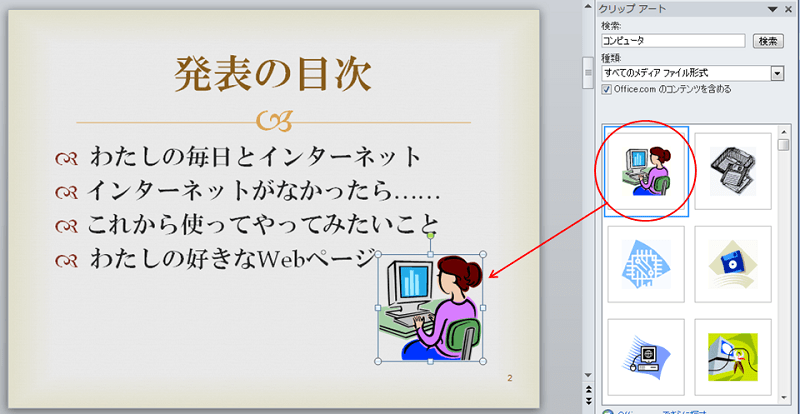 発表の目次
わたしの毎日とインターネット
インターネットがなかったら……
これから使ってやってみたいこと
わたしの好きなWebページ
2
クリップ アート
検索:
コンピュータ
検索
種類:
すべてのメディア ファイル形式
Office.com のコンテンツを含める